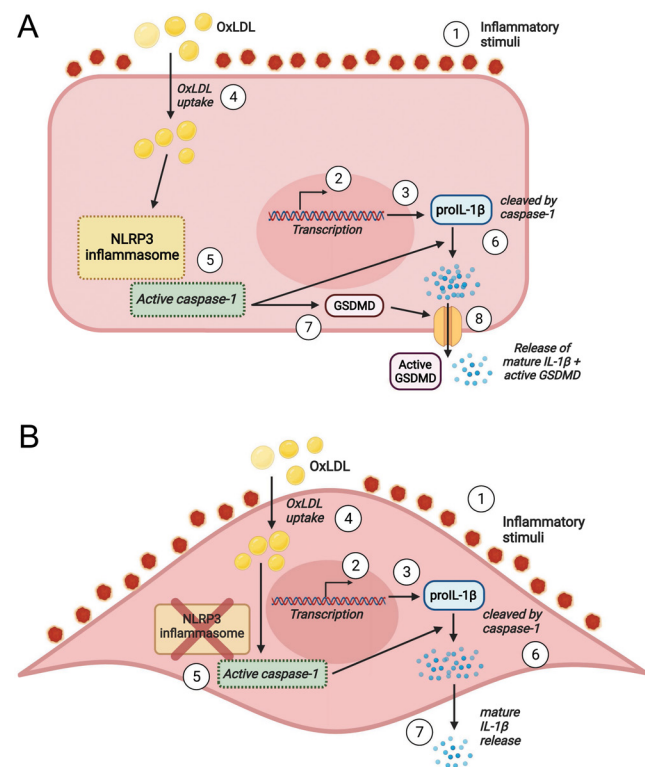 A
OxLDL
1
Inflammatory
stimuli
OxLDL
uptake
4
2
3
proIL-1β
cleaved by
caspase-1
Transcription
6
NLRP3
inflammasome
5
Active caspase-1
7
GSDMD
8
Active
GSDMD
Release of
mature IL-1β +
active GSDMD
B
OxLDL
1
Inflammatory
stimuli
OxLDL
uptake
4
2
3
proIL-1β
cleaved by
caspase-1
Transcription
NLRP3
inflammasome
6
5
Active caspase-1
7
mature
IL-1β
release